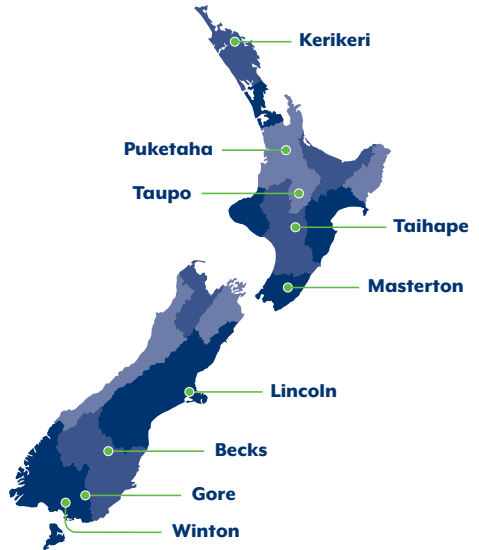 Kerikeri
Puketaha
Taupo
Taihape
Masterton
Lincoln
Becks
Gore
Winton